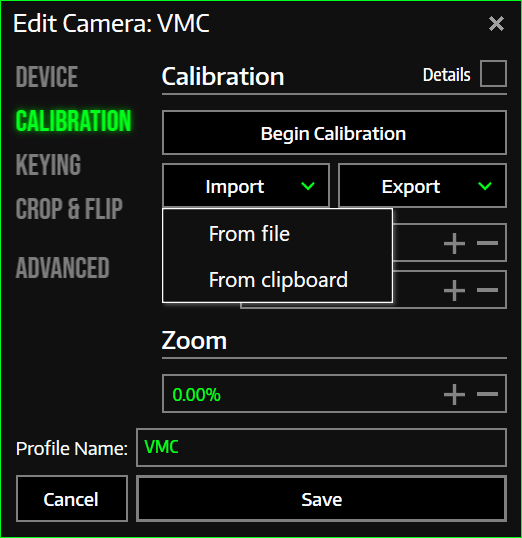 Edit Camera: VMC
DEVICE
CALIBRATION
KEYING
CROP & FLIP
ADVANCED
Calibration
Details
Begin Calibration
Import
Export
From file
From clipboard
Zoom
0.00%
Profile Name:
VMC
Cancel
Save